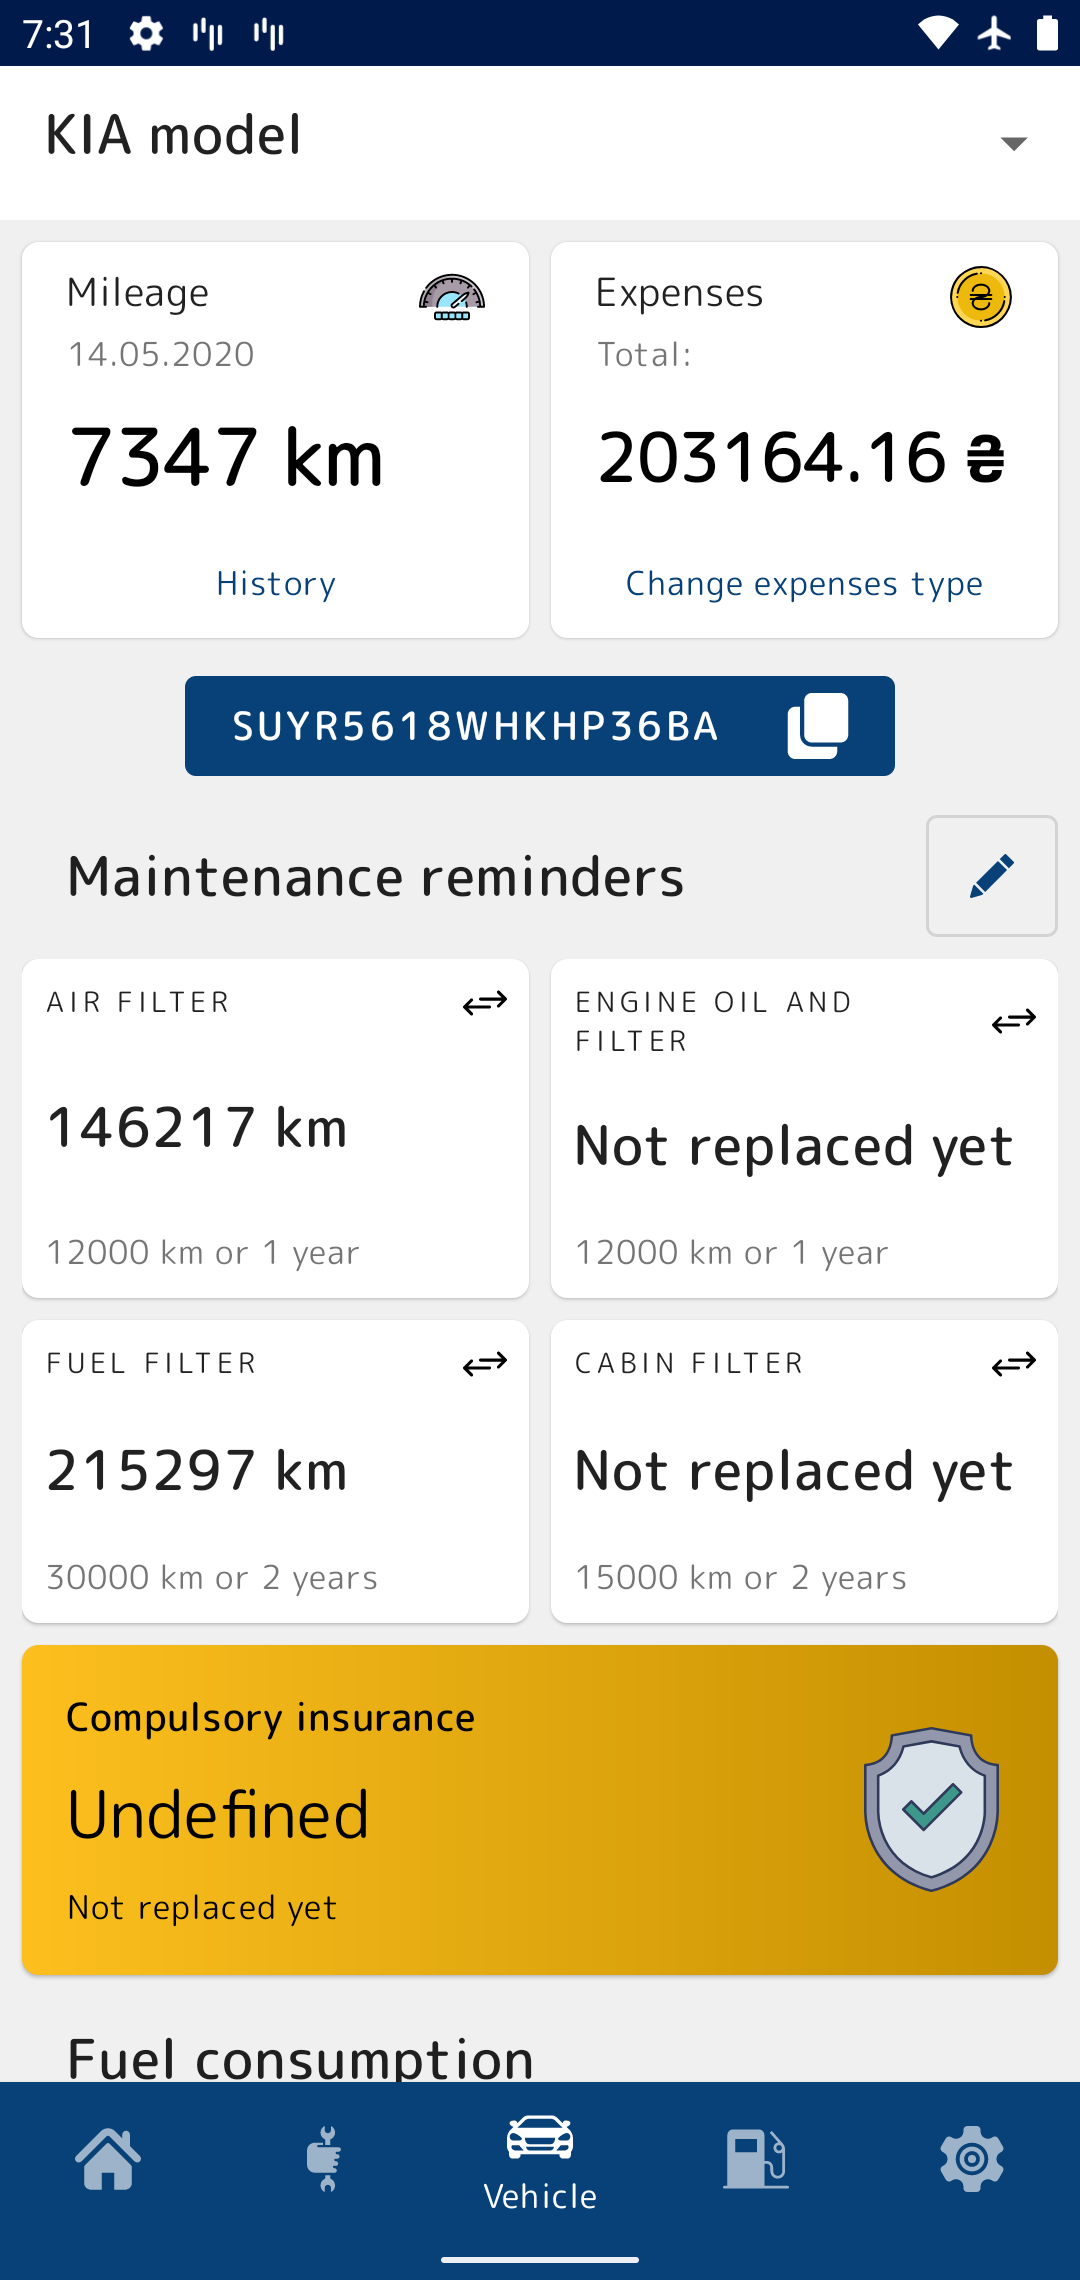 7:31
KIA model
Mileage
14.05.2020
7347 km
History
Expenses
Total:
203164.16 ₴
Change expenses type
SUYR5618WHKHP36BA
Maintenance reminders
AIR FILTER
146217 km
12000 km or 1 year
ENGINE OIL AND
FILTER
Not replaced yet
12000 km or 1 year
FUEL FILTER
215297 km
30000 km or 2 years
CABIN FILTER
Not replaced yet
15000 km or 2 years
Compulsory insurance
Undefined
Not replaced yet
Fuel consumption
Vehicle